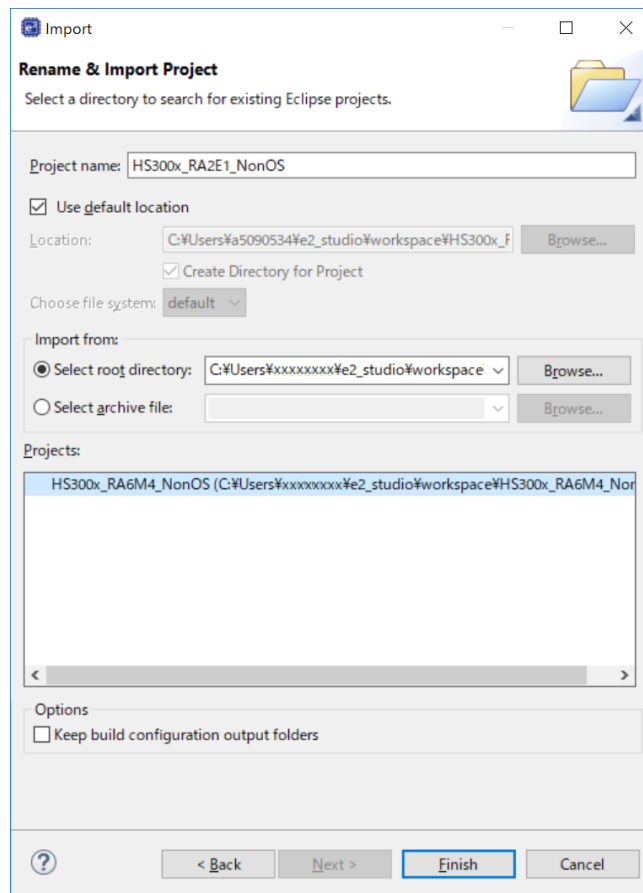 Import
Rename & Import Project
Select a directory to search for existing Eclipse projects.
Project name: HS300x_RA2E1_NonOS
Use default location
Location: C:¥Users¥a5090534¥e2_studio¥workspace¥HS300x_F Browse...
Create Directory for Project
Choose file system: default
Import from:
Select root directory: C:¥Users¥xxxxxxxx¥e2_studio¥workspace Browse...
Select archive file: Browse...
Projects:
HS300x_RA6M4_NonOS (C:¥Users¥xxxxxxxx¥e2_studio¥workspace¥HS300x_RA6M4_Nor
Options
Keep build configuration output folders
? < Back Next > Finish Cancel